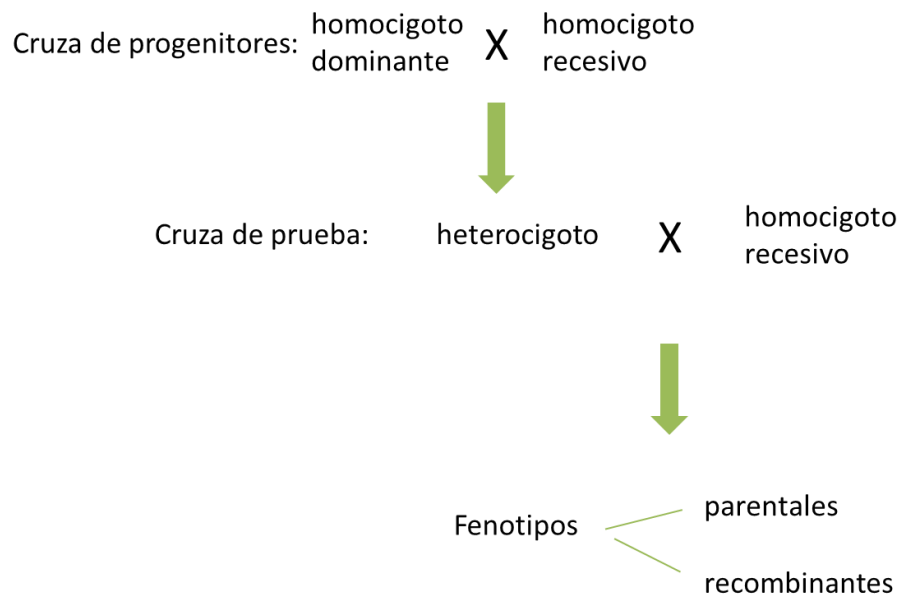 Cruza de progenitores: homocigoto dominante X homocigoto recesivo
Cruza de prueba: heterocigoto X homocigoto recesivo
Fenotipos
parentales
recombinantes